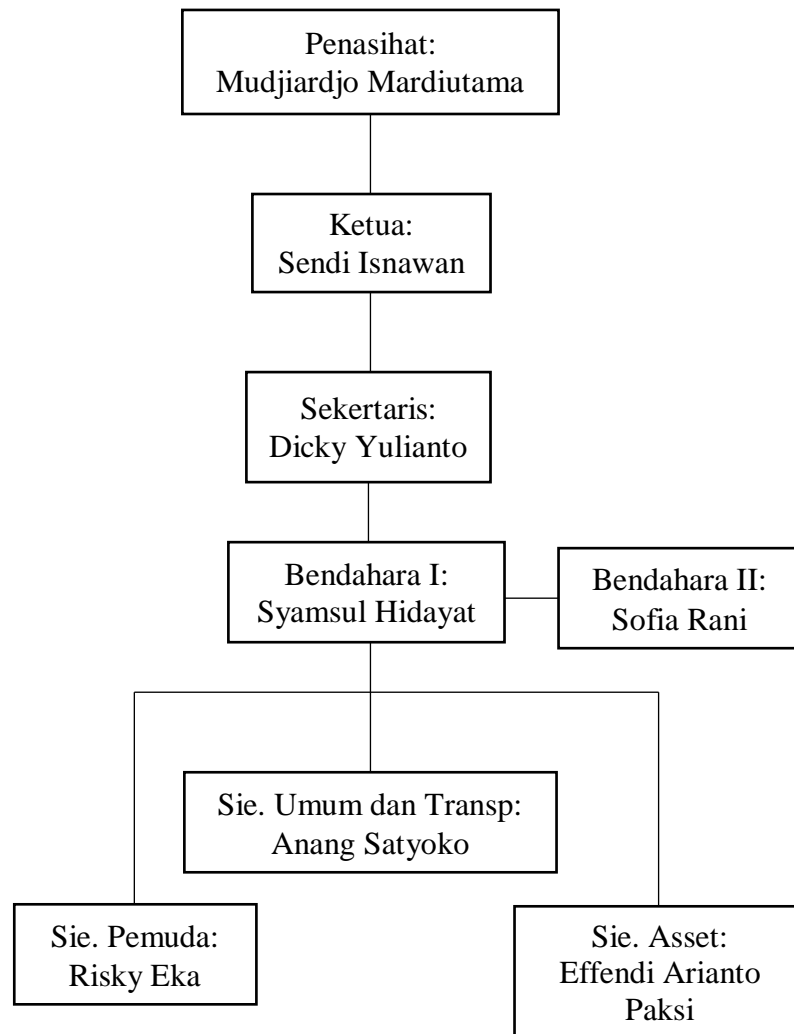 Penasihat:
Mudjiardjo Mardiutama
Ketua:
Sendi Isnawan
Sekertaris:
Dicky Yulianto
Bendahara I:
Syamsul Hidayat
Bendahara II:
Sofia Rani
Sie. Umum dan Transp:
Anang Satyoko
Sie. Pemuda:
Risky Eka
Sie. Asset:
Effendi Arianto
Paksi